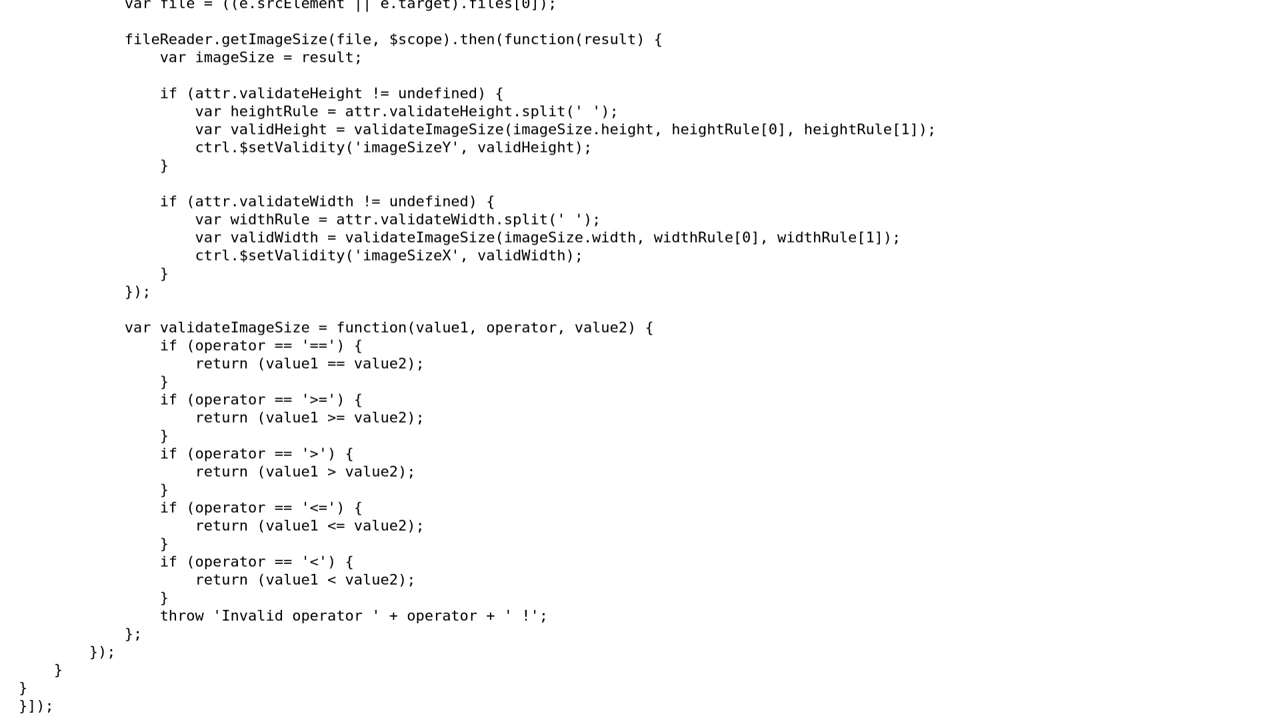 var file = ((e.srcElement || e.target).files[0]);

            fileReader.getImageSize(file, $scope).then(function(result) {
                var imageSize = result;

                if (attr.validateHeight != undefined) {
                    var heightRule = attr.validateHeight.split(' ');
                    var validHeight = validateImageSize(imageSize.height, heightRule[0], heightRule[1]);
                    ctrl.$setValidity('imageSizeY', validHeight);
                }

                if (attr.validateWidth != undefined) {
                    var widthRule = attr.validateWidth.split(' ');
                    var validWidth = validateImageSize(imageSize.width, widthRule[0], widthRule[1]);
                    ctrl.$setValidity('imageSizeX', validWidth);
                }
            });

            var validateImageSize = function(value1, operator, value2) {
                if (operator == '==') {
                    return (value1 == value2);
                }
                if (operator == '>=') {
                    return (value1 >= value2);
                }
                if (operator == '>') {
                    return (value1 > value2);
                }
                if (operator == '<=') {
                    return (value1 <= value2);
                }
                if (operator == '<') {
                    return (value1 < value2);
                }
                throw 'Invalid operator ' + operator + ' !';
            };
        });
    }
}
}]);